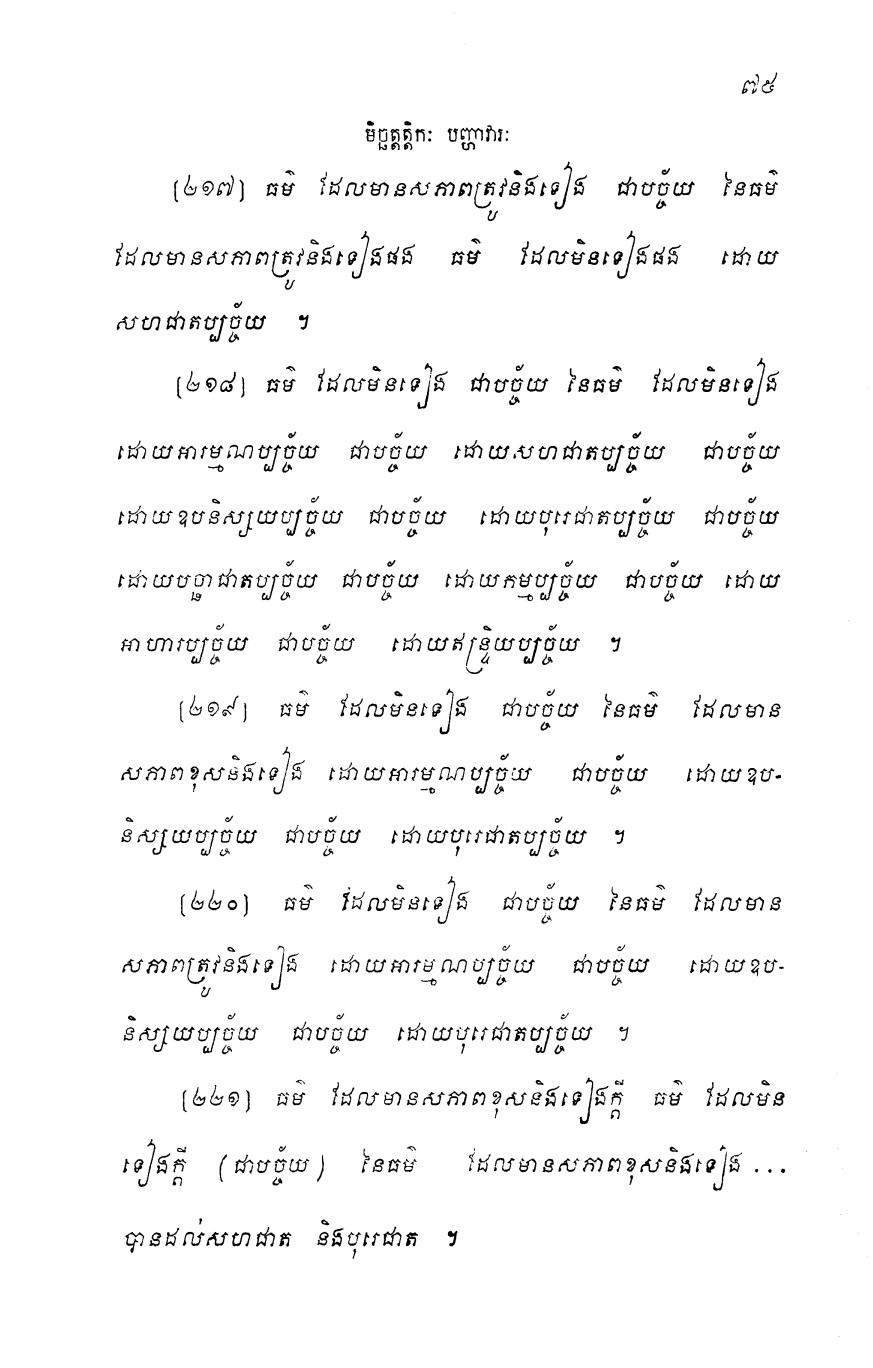 ៧៥
មិច្ឆត្តត្តិកៈ បញ្ហាវារៈ
[២១៧] ធម៌ ដែលមានសភាពត្រូវនិងទៀង ជាបច្ច័យ នៃធម៌
ដែលមានសភាពត្រូវនិងទៀងផង ធម៌ ដែលមិនទៀងផង ដោយ
សហជាតប្បច្ច័យ ។
[២១៨] ធម៌ ដែលមិនទៀង ជាបច្ច័យ នៃធម៌ ដែលមិនទៀង
ដោយអារម្មណប្បច្ច័យ ជាបច្ច័យ ដោយសហជាតប្បច្ច័យ ជាបច្ច័យ
ដោយឧបនិស្សយប្បច្ច័យ ជាបច្ច័យ ដោយបុរេជាតប្បច្ច័យ ជាបច្ច័យ
ដោយបច្ឆាជាតប្បច្ច័យ ជាបច្ច័យ ដោយកម្មប្បច្ច័យ ជាបច្ច័យ ដោយ
អាហារប្បច្ច័យ ជាបច្ច័យ ដោយឥន្ទ្រិយប្បច្ច័យ ។
[២១៩] ធម៌ ដែលមិនទៀង ជាបច្ច័យ នៃធម៌ ដែលមាន
សភាពខុសនិងទៀង ដោយអារម្មណប្បច្ច័យ ជាបច្ច័យ ដោយឧប-
និស្សយប្បច្ច័យ ជាបច្ច័យ ដោយបុរេជាតប្បច្ច័យ ។
[២២០] ធម៌ ដែលមិនទៀង ជាបច្ច័យ នៃធម៌ ដែលមាន
សភាពត្រូវនិងទៀង ដោយអារម្មណប្បច្ច័យ ជាបច្ច័យ ដោយឧប-
និស្សយប្បច្ច័យ ជាបច្ច័យ ដោយបុរេជាតប្បច្ច័យ ។
[២២១] ធម៌ ដែលមានសភាពខុសនិងទៀងក្តី ធម៌ ដែលមិន
ទៀងក្តី (ជាបច្ច័យ) នៃធម៌ ដែលមានសភាពខុសនិងទៀង ...
បានដល់សហជាត និងបុរេជាត ។